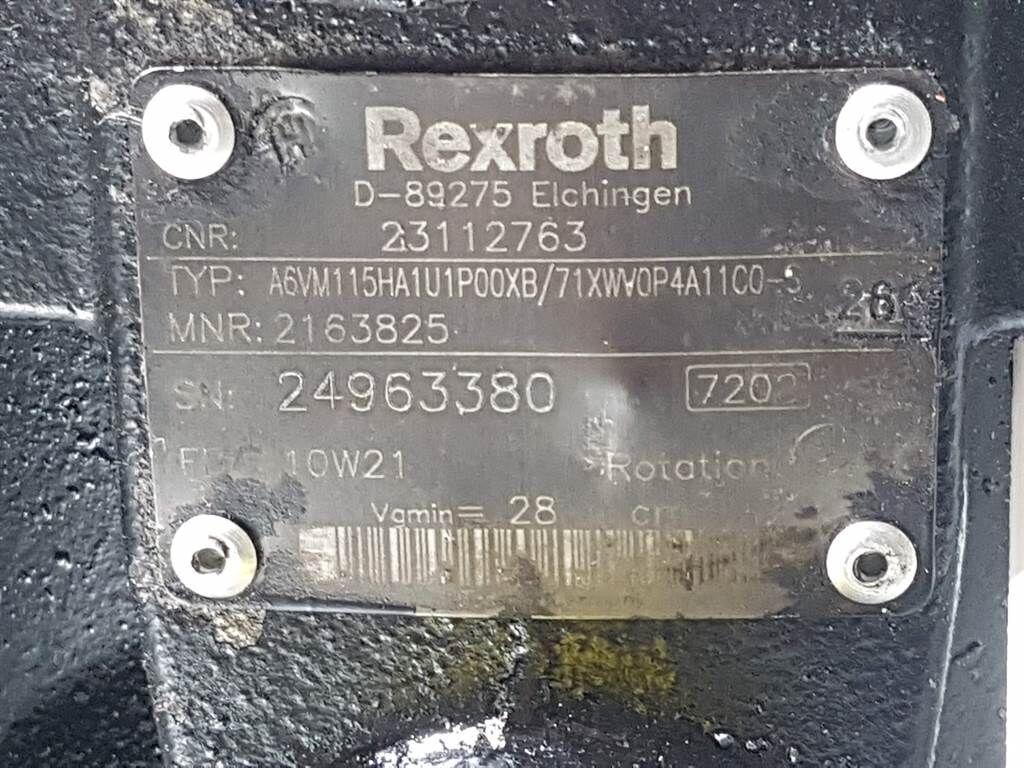 Rexroth
D-89275 Elchingen
CNR: 23112763
TYP: A6VM115HA1U1P00XB/71XWV0P4A11C0-S
26
MNR: 2163825
SN: 24963380 7202
10W21 Rotation
Vgmin= 28